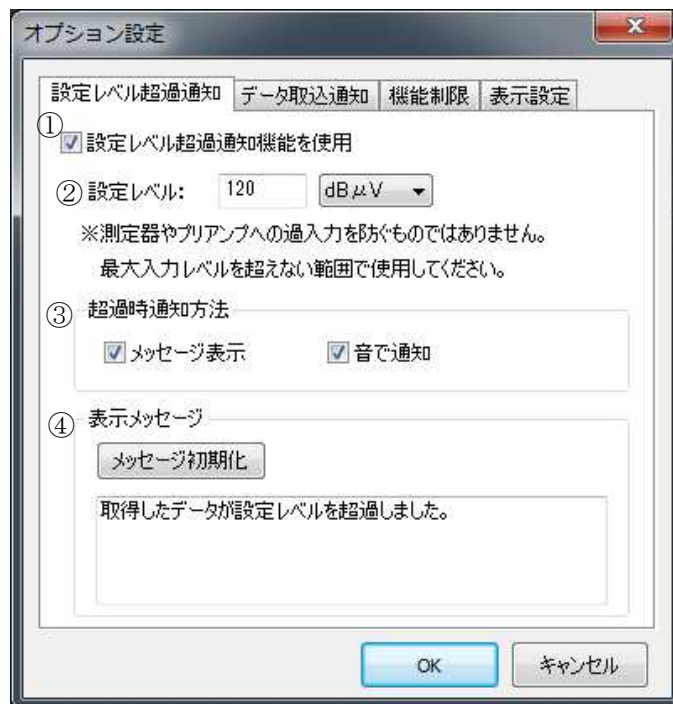 オプション設定
設定レベル超過通知 データ取込通知 機能制限 表示設定
① 設定レベル超過通知機能を使用
② 設定レベル: 120 dBμV
※測定器やプリアンプへの過入力を防ぐものではありません。
最大入力レベルを超えない範囲で使用してください。
③ 超過時通知方法
メッセージ表示 音で通知
④ 表示メッセージ
メッセージ初期化
取得したデータが設定レベルを超過しました。
OK キャンセル